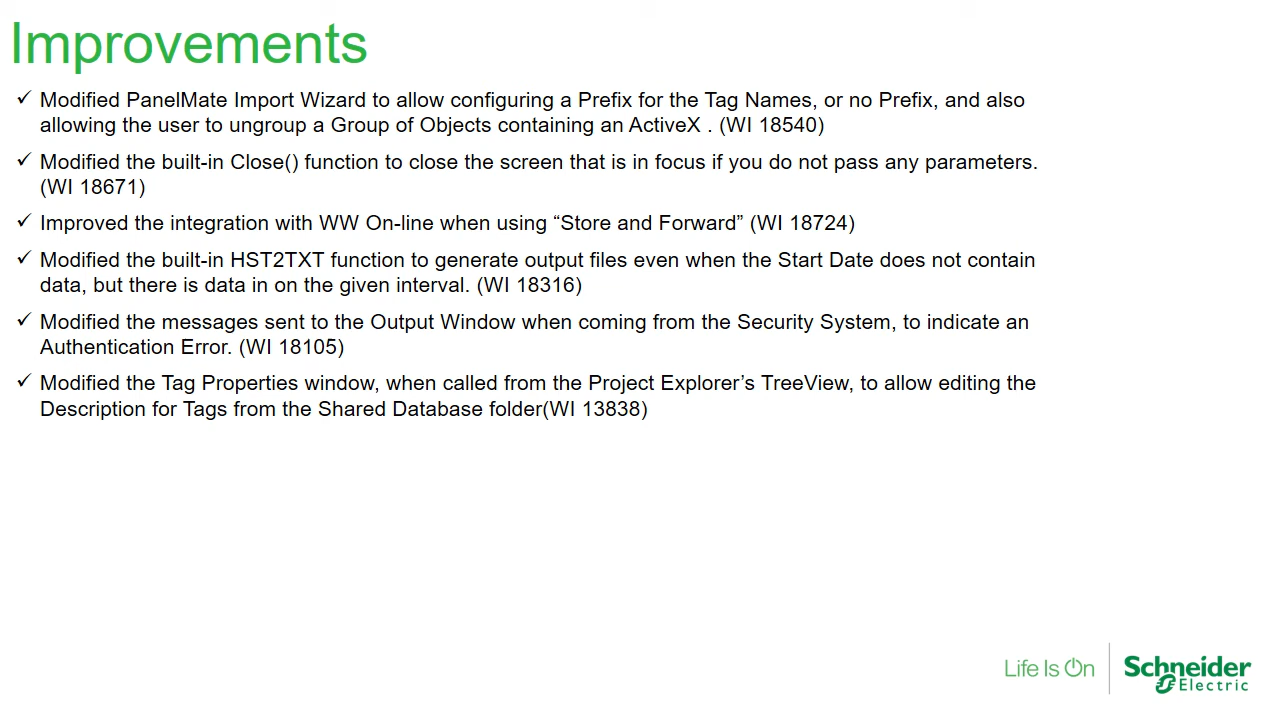 Improvements
✓ Modified PanelMate Import Wizard to allow configuring a Prefix for the Tag Names, or no Prefix, and also
allowing the user to ungroup a Group of Objects containing an ActiveX . (WI 18540)
✓ Modified the built-in Close() function to close the screen that is in focus if you do not pass any parameters.
(WI 18671)
✓ Improved the integration with WW On-line when using “Store and Forward” (WI 18724)
✓ Modified the built-in HST2TXT function to generate output files even when the Start Date does not contain
data, but there is data in on the given interval. (WI 18316)
✓ Modified the messages sent to the Output Window when coming from the Security System, to indicate an
Authentication Error. (WI 18105)
✓ Modified the Tag Properties window, when called from the Project Explorer’s TreeView, to allow editing the
Description for Tags from the Shared Database folder(WI 13838)
Life Is On
Schneider
Electric